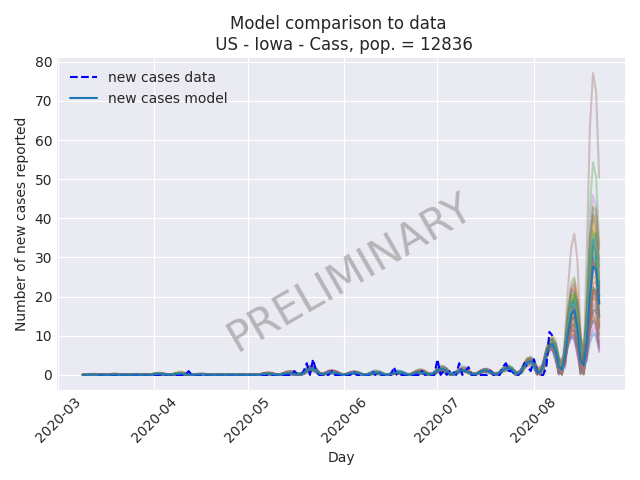 Model comparison to data
US - Iowa - Cass, pop. = 12836
80
70
60
50
40
30
20
10
0
Number of new cases reported
new cases data
new cases model
PRELIMINARY
2020-03
2020-04
2020-05
2020-06
2020-07
2020-08
Day